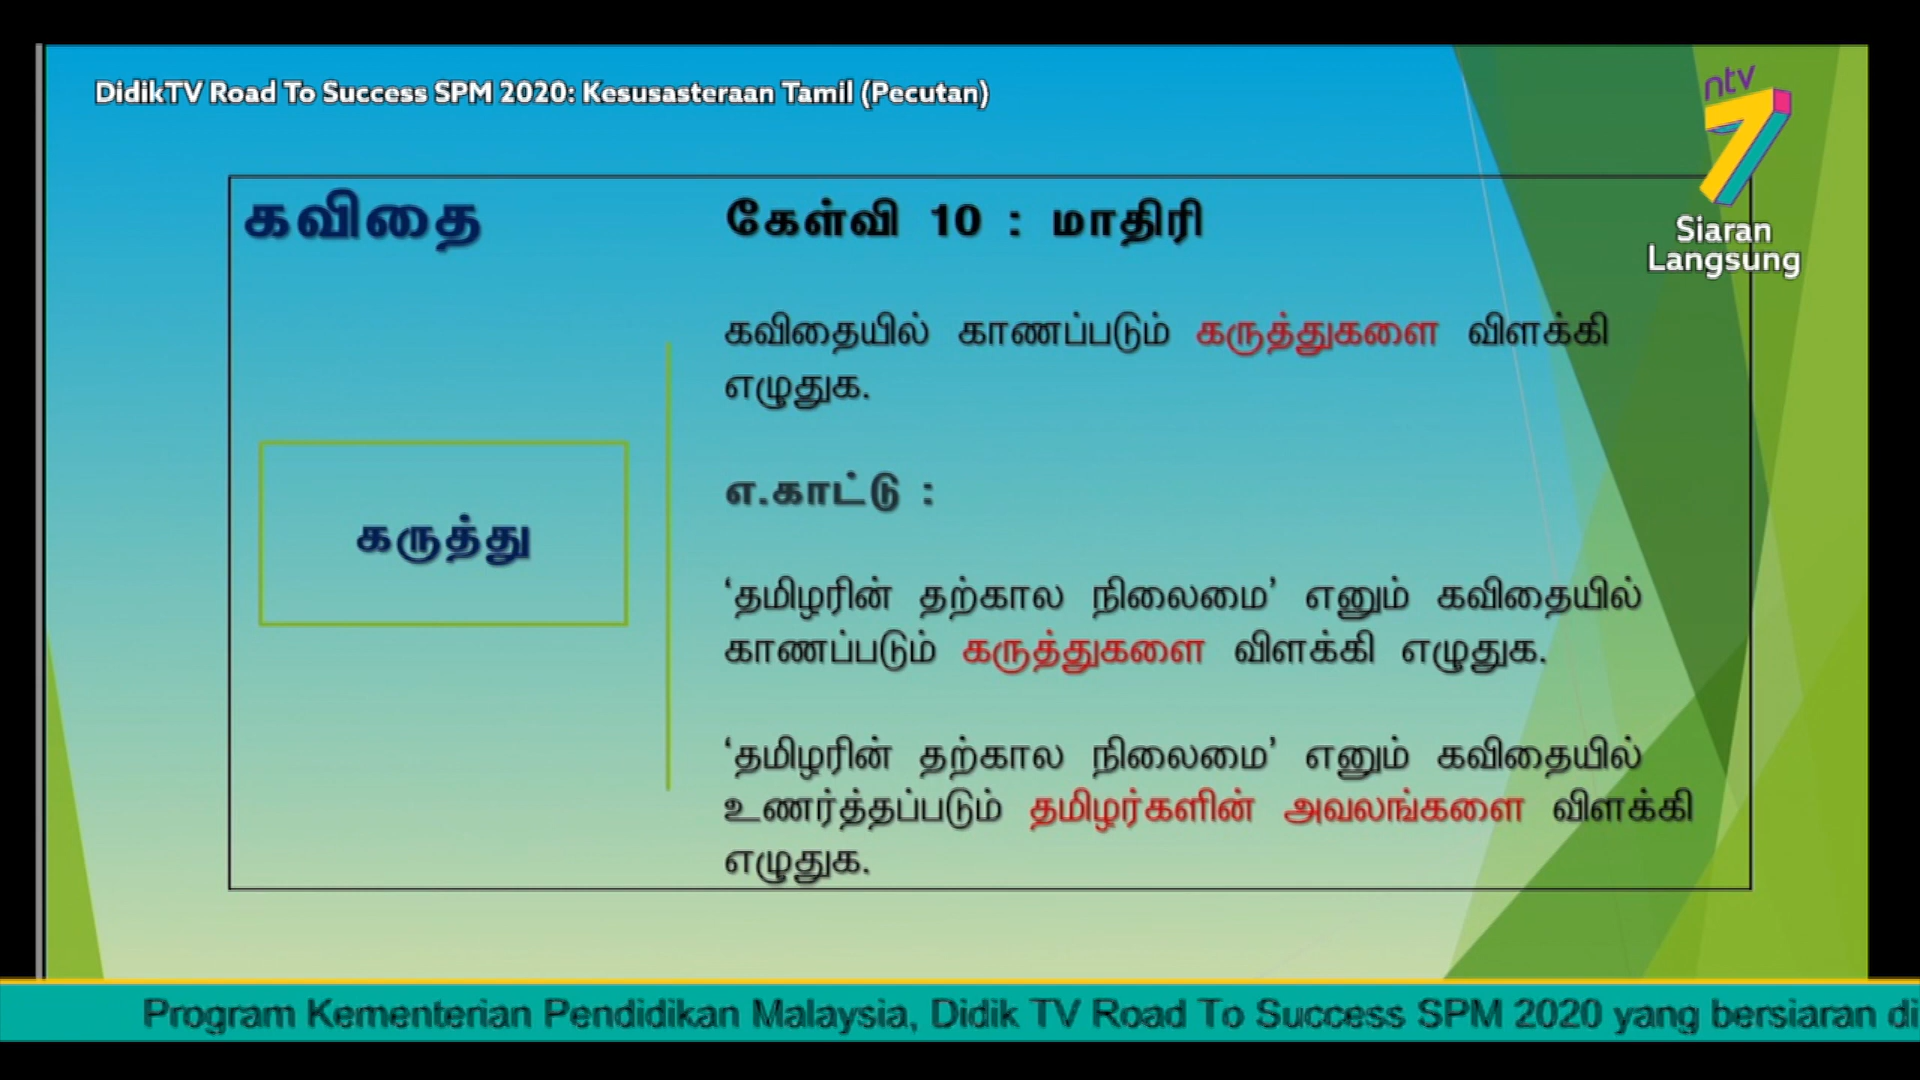 DidikTV Road To Success SPM 2020: Kesusasteraan Tamil (Pecutan)
ntv
7
Siaran
Langsung
கவிதை
கேள்வி 10 : மாதிரி
கவிதையில் காணப்படும் கருத்துகளை விளக்கி
எழுதுக.
கருத்து
எ.காட்டு :
‘தமிழரின் தற்கால நிலைமை’ எனும் கவிதையில்
காணப்படும் கருத்துகளை விளக்கி எழுதுக.
‘தமிழரின் தற்கால நிலைமை’ எனும் கவிதையில்
உணர்த்தப்படும் தமிழர்களின் அவலங்களை விளக்கி
எழுதுக.
Program Kementerian Pendidikan Malaysia, Didik TV Road To Success SPM 2020 yang bersiaran di